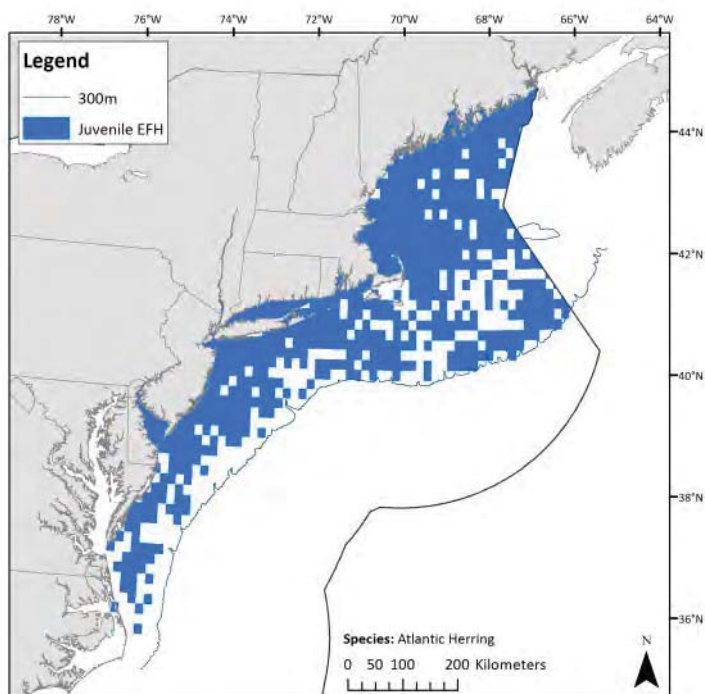 78°W 76°W 74°W 72°W 70°W 68°W 66°W 64°W
Legend
300m
Juvenile EFH
44°N
42°N
40°N
38°N
36°N
Species: Atlantic Herring
N
0 50 100 200 Kilometers